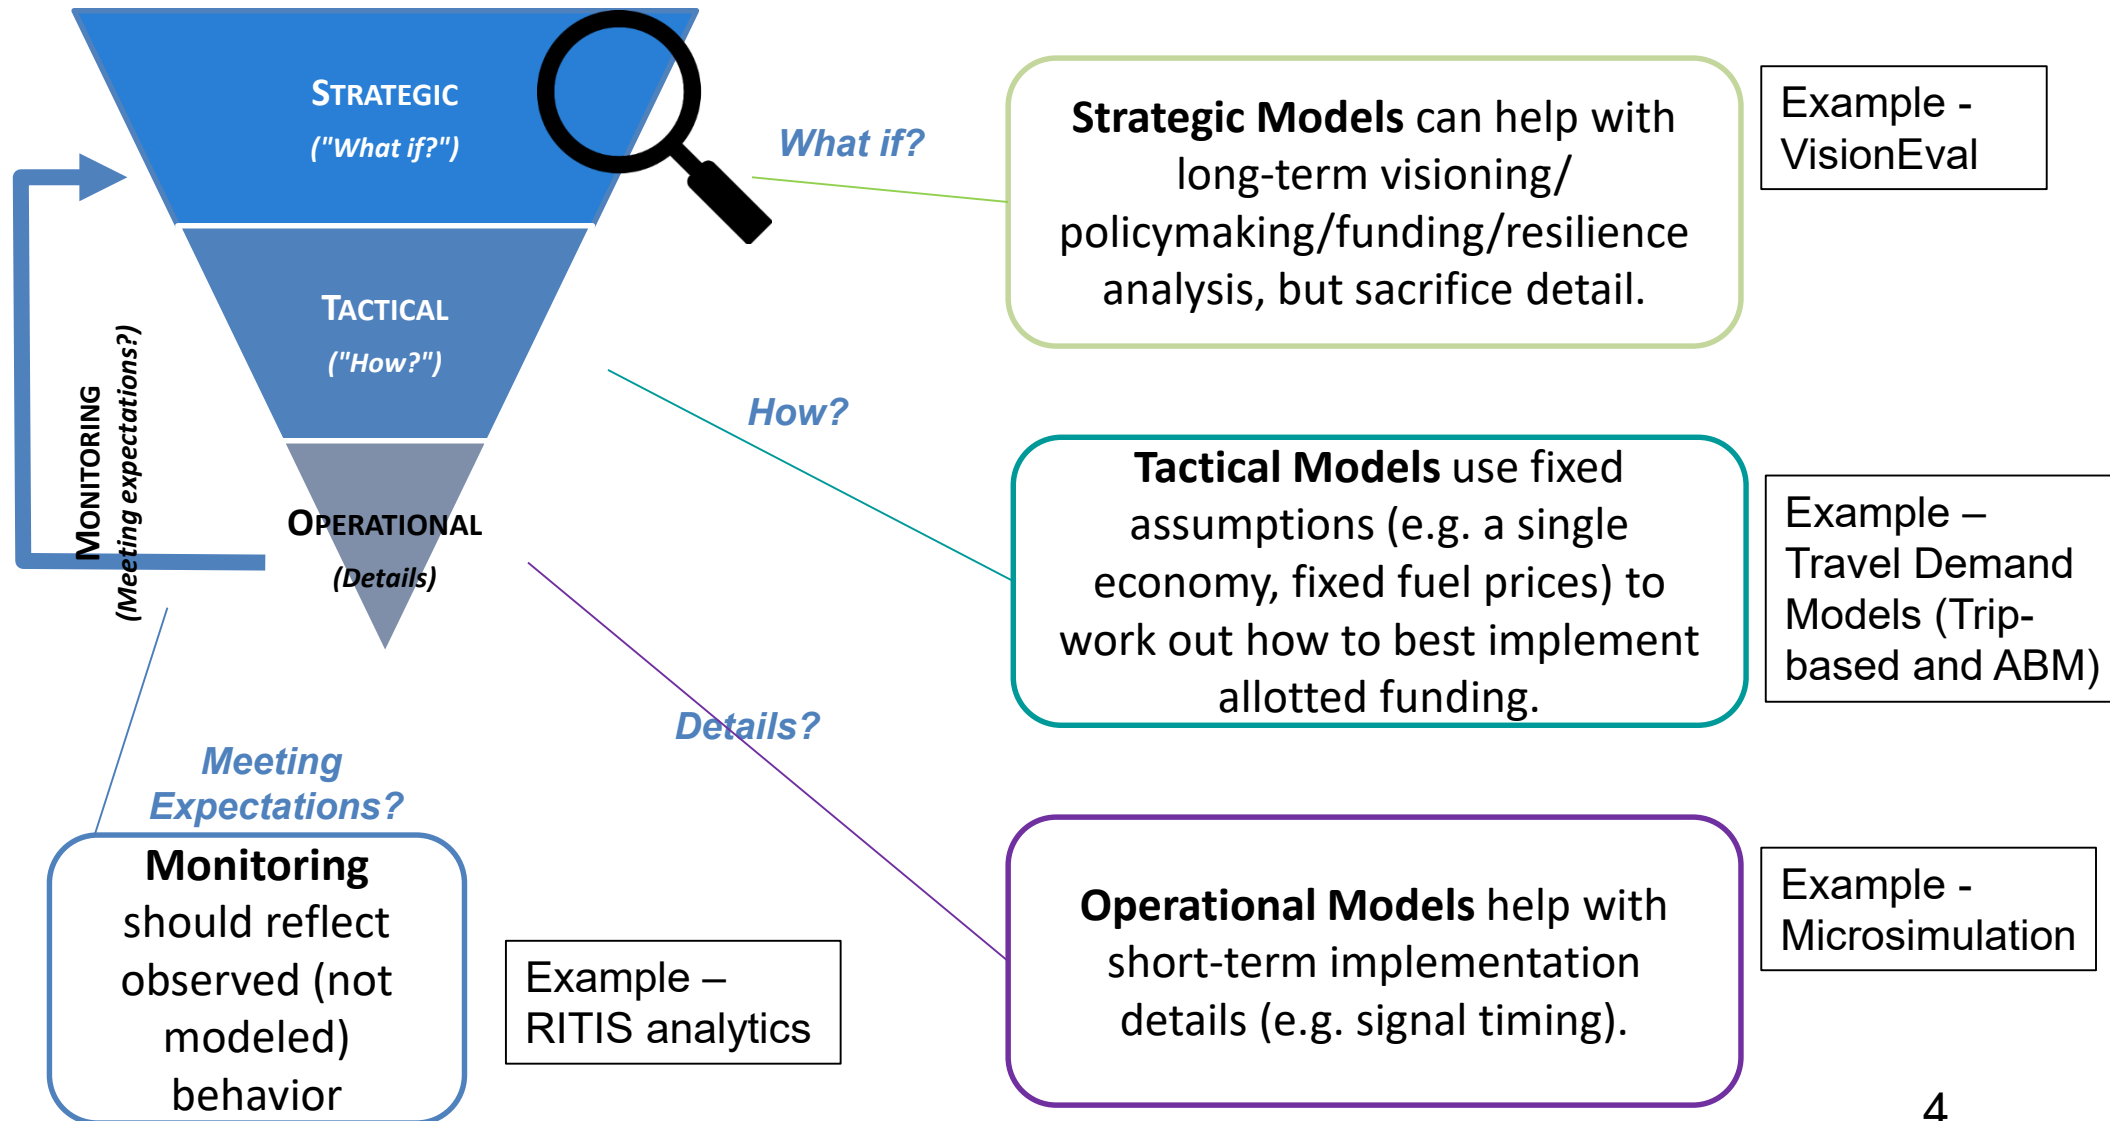 STRATEGIC
("What if?")
TACTICAL
("How?")
OPERATIONAL
(Details)
MONITORING
(Meeting expectations?)
What if?
Strategic Models can help with
long-term visioning/
policymaking/funding/resilience
analysis, but sacrifice detail.
Example -
VisionEval
How?
Tactical Models use fixed
assumptions (e.g. a single
economy, fixed fuel prices) to
work out how to best implement
allotted funding.
Example –
Travel Demand
Models (Trip-
based and ABM)
Details?
Operational Models help with
short-term implementation
details (e.g. signal timing).
Example -
Microsimulation
Meeting
Expectations?
Monitoring
should reflect
observed (not
modeled)
behavior
Example –
RITIS analytics
4